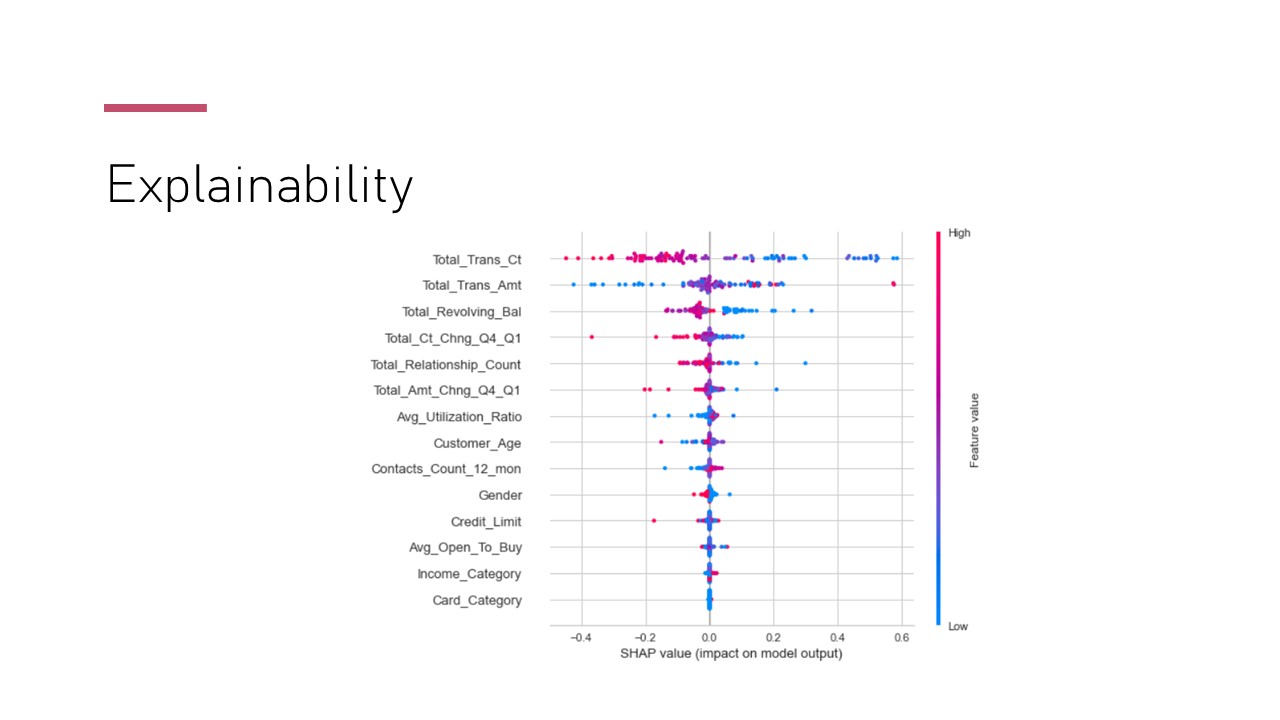 Explainability
High
Total_Trans_Ct
Total_Trans_Amt
Total_Revolving_Bal
Total_Ct_Chng_Q4_Q1
Total_Relationship_Count
Total_Amt_Chng_Q4_Q1
Avg_Utilization_Ratio
Customer_Age
Contacts_Count_12_mon
Gender
Credit_Limit
Avg_Open_To_Buy
Income_Category
Card_Category
Feature value
Low
−0.4 −0.2 0.0 0.2 0.4 0.6
SHAP value (impact on model output)